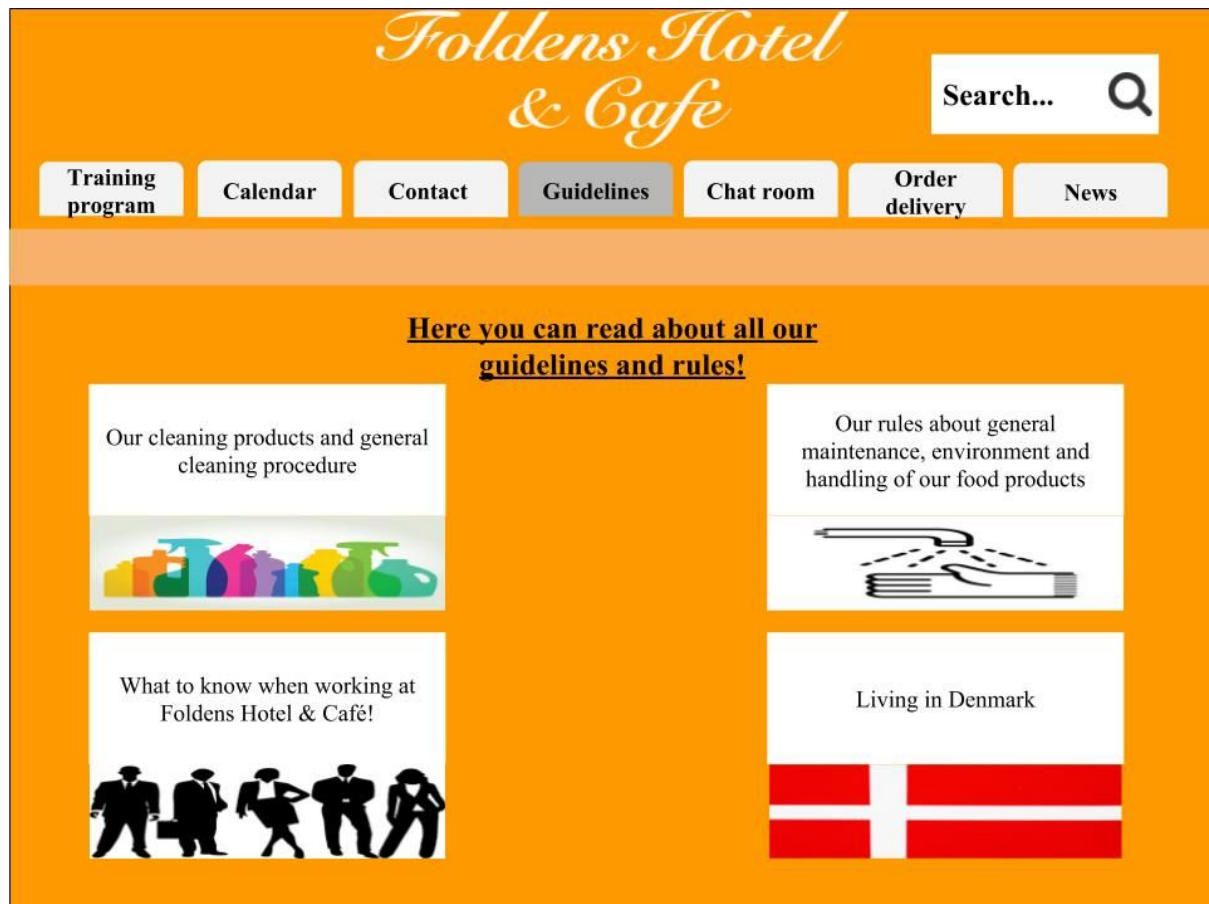 Foldens Hotel
& Cafe
Search...
Training
program
Calendar
Contact
Guidelines
Chat room
Order
delivery
News
Here you can read about all our
guidelines and rules!
Our cleaning products and general
cleaning procedure
Our rules about general
maintenance, environment and
handling of our food products
What to know when working at
Foldens Hotel & Café!
Living in Denmark